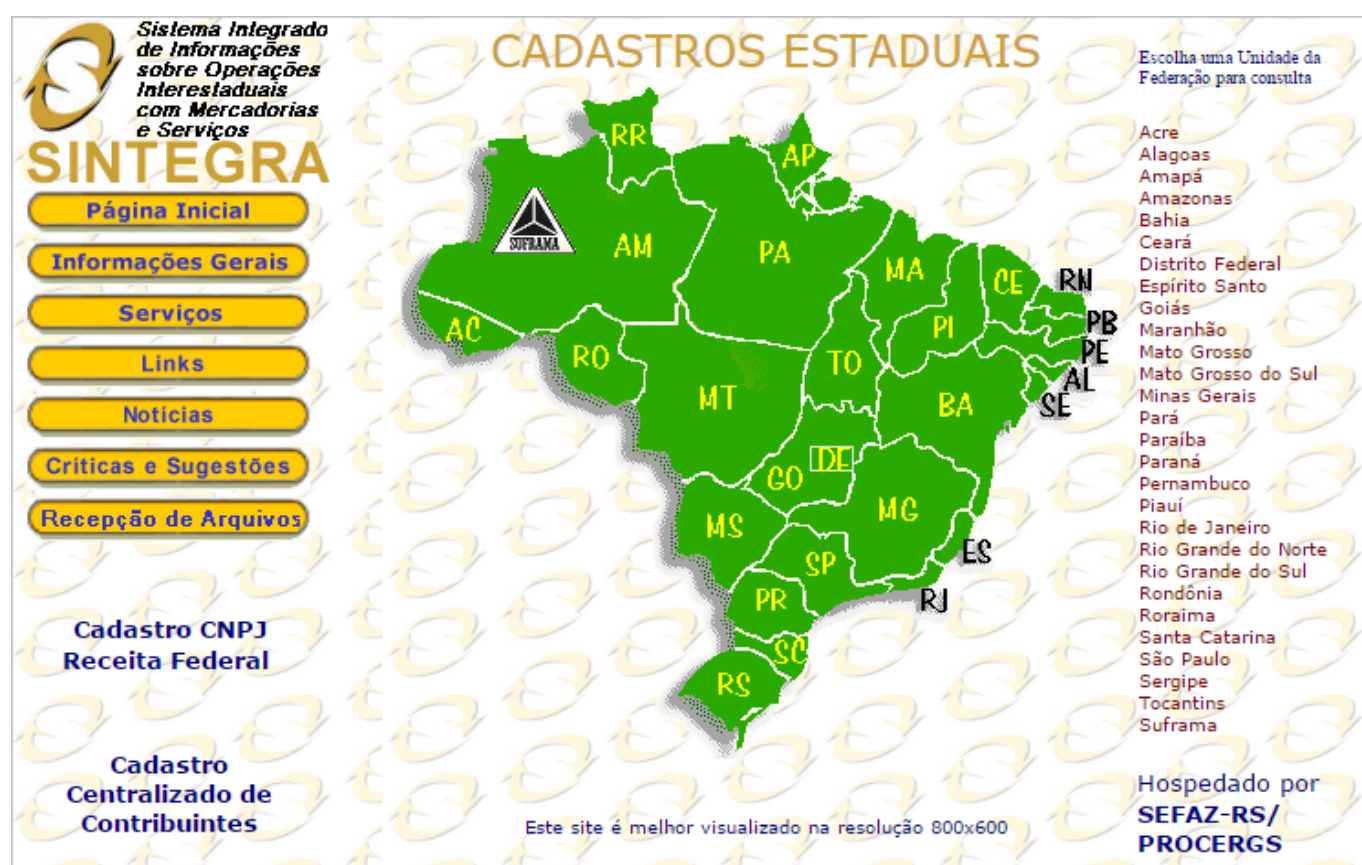 Sistema Integrado
de Informações
sobre Operações
Interestaduais
com Mercadorias
e Serviços
SINTEGRA
Página Inicial
Informações Gerais
Serviços
Links
Notícias
Críticas e Sugestões
Recepção de Arquivos
Cadastro CNPJ
Receita Federal
Cadastro
Centralizado de
Contribuintes
CADASTROS ESTADUAIS
RR
AP
SUFRAMA
AM
PA
MA
CE
RN
PB
PE
AL
SE
PI
AC
RO
TO
MT
BA
DF
GO
MG
MS
ES
SP
RJ
PR
SC
RS
Este site é melhor visualizado na resolução 800x600
Escolha uma Unidade da
Federação para consulta
Acre
Alagoas
Amapá
Amazonas
Bahia
Ceará
Distrito Federal
Espírito Santo
Goiás
Maranhão
Mato Grosso
Mato Grosso do Sul
Minas Gerais
Pará
Paraíba
Paraná
Pernambuco
Piauí
Rio de Janeiro
Rio Grande do Norte
Rio Grande do Sul
Rondônia
Roraima
Santa Catarina
São Paulo
Sergipe
Tocantins
Suframa
Hospedado por
SEFAZ-RS/
PROCERGS